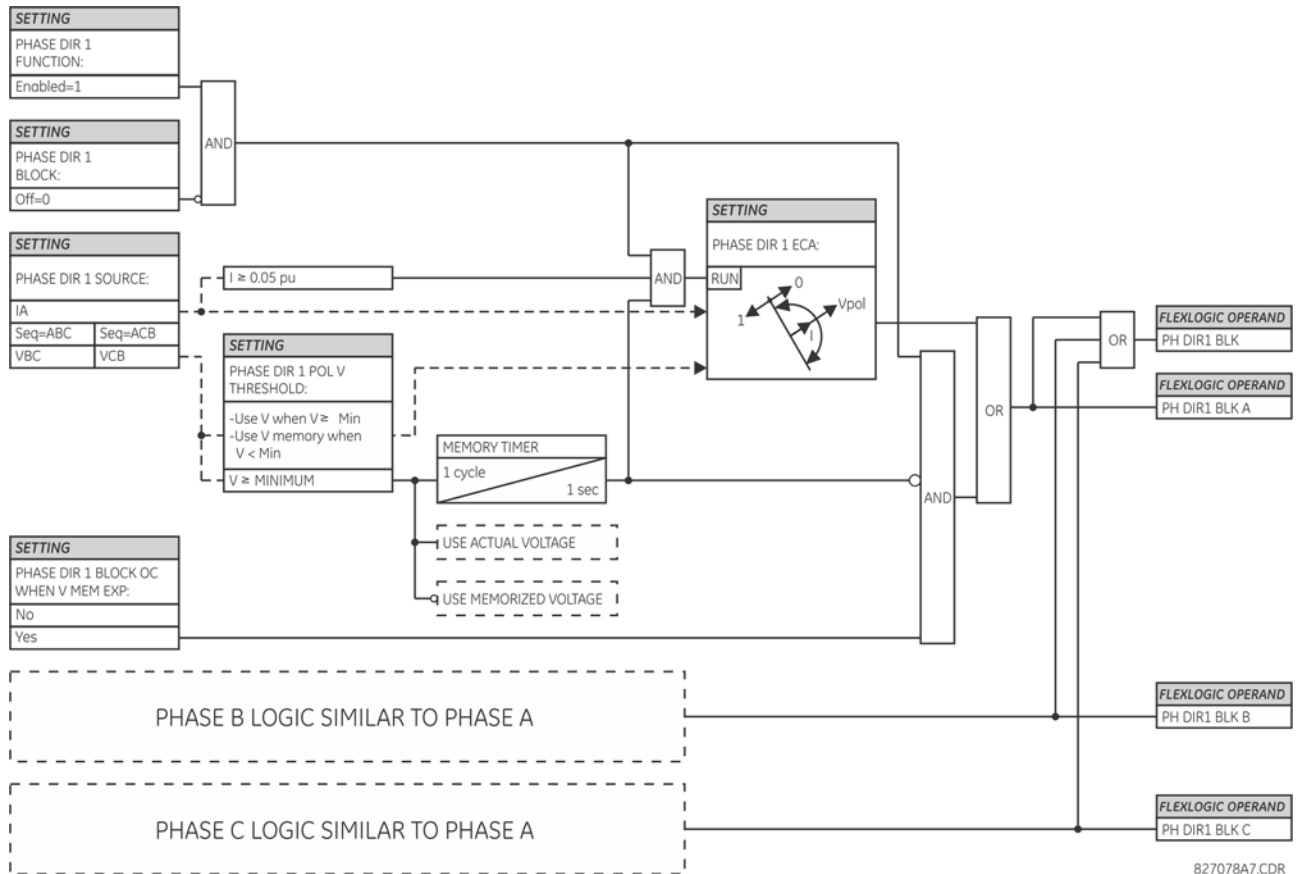 SETTING
PHASE DIR 1
FUNCTION:
Enabled=1
SETTING
PHASE DIR 1
BLOCK:
Off=0
AND
SETTING
PHASE DIR 1 SOURCE:
IA
Seq=ABC Seq=ACB
VBC VCB
I ≥ 0.05 pu
SETTING
PHASE DIR 1 POL V
THRESHOLD:
-Use V when V ≥ Min
-Use V memory when
V < Min
V ≥ MINIMUM
MEMORY TIMER
1 cycle
1 sec
USE ACTUAL VOLTAGE
USE MEMORIZED VOLTAGE
AND
SETTING
PHASE DIR 1 ECA:
RUN
0
1
Vpol
I
SETTING
PHASE DIR 1 BLOCK OC
WHEN V MEM EXP:
No
Yes
AND
OR
OR
FLEXLOGIC OPERAND
PH DIR1 BLK
FLEXLOGIC OPERAND
PH DIR1 BLK A
PHASE B LOGIC SIMILAR TO PHASE A
FLEXLOGIC OPERAND
PH DIR1 BLK B
PHASE C LOGIC SIMILAR TO PHASE A
FLEXLOGIC OPERAND
PH DIR1 BLK C
827078A7.CDR